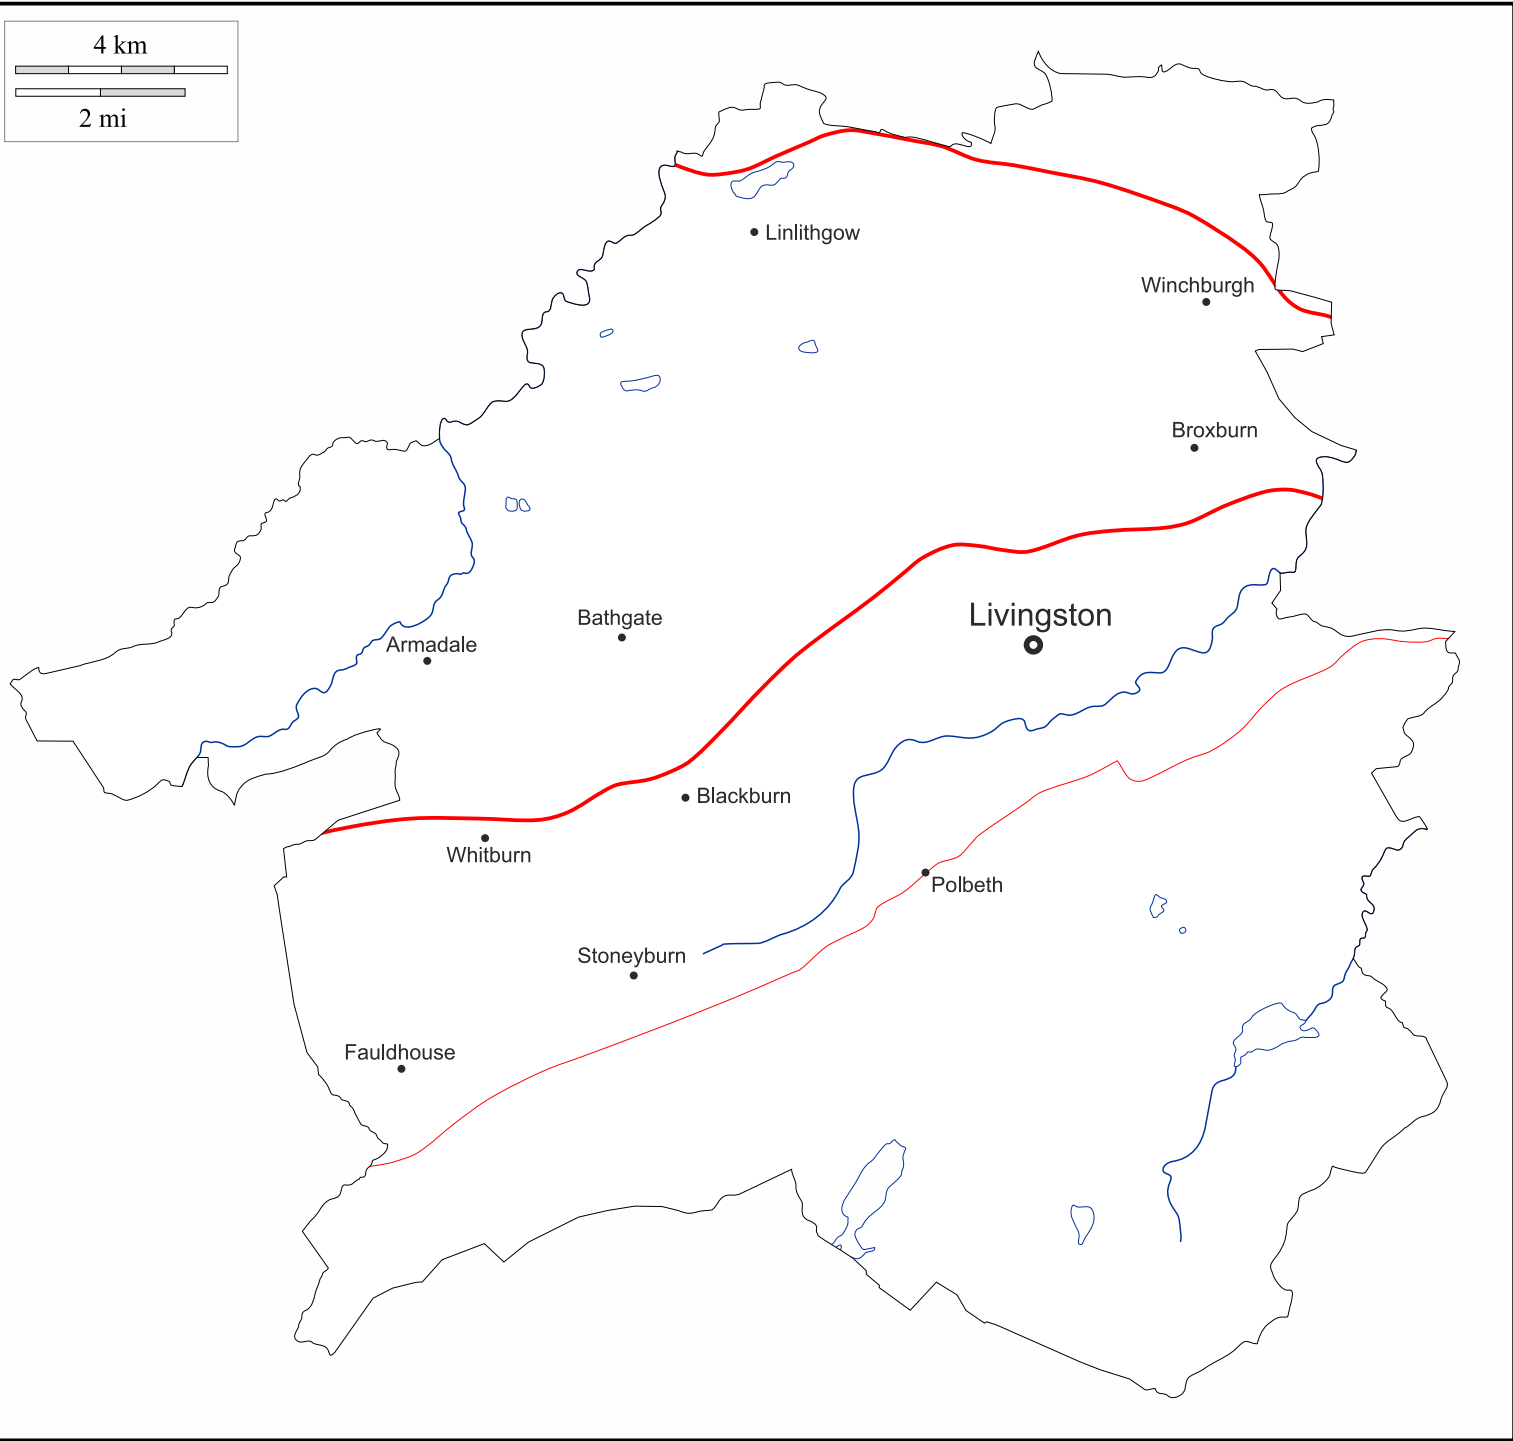 4 km
2 mi
Linlithgow
Winchburgh
Broxburn
Livingston
Bathgate
Armadale
Blackburn
Whitburn
Polbeth
Stoneyburn
Fauldhouse